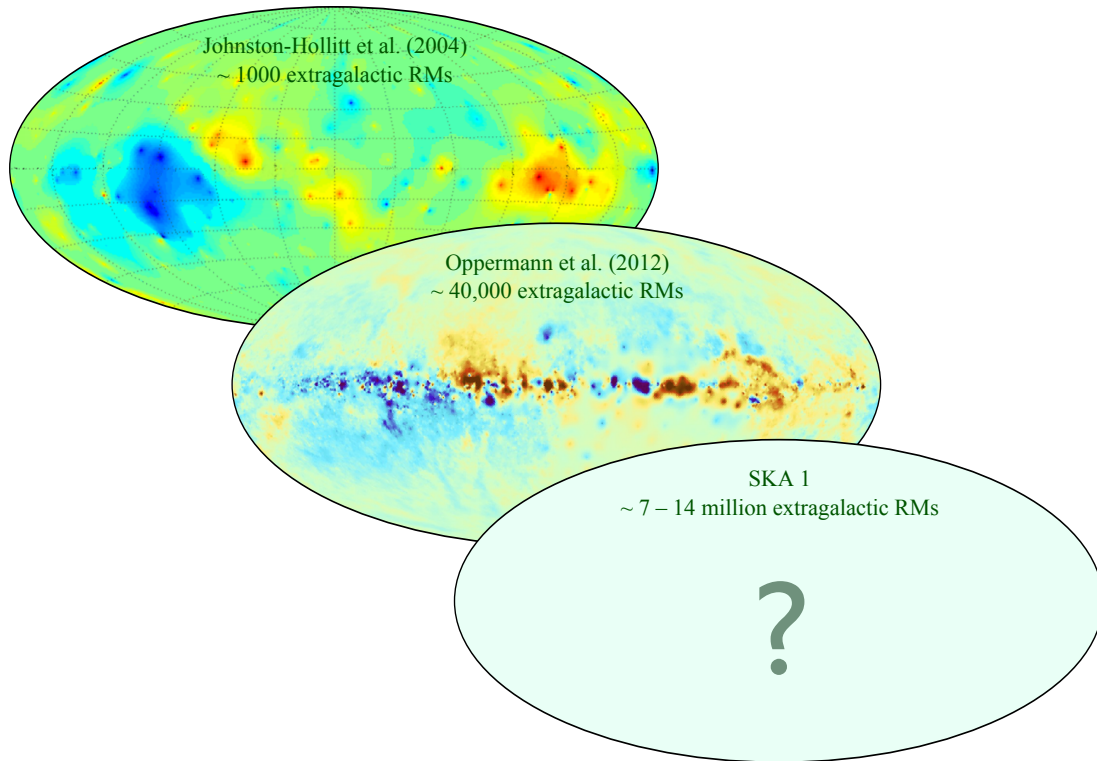 Johnston-Hollitt et al. (2004)
~ 1000 extragalactic RMs
Oppermann et al. (2012)
~ 40,000 extragalactic RMs
SKA 1
~ 7 – 14 million extragalactic RMs
?